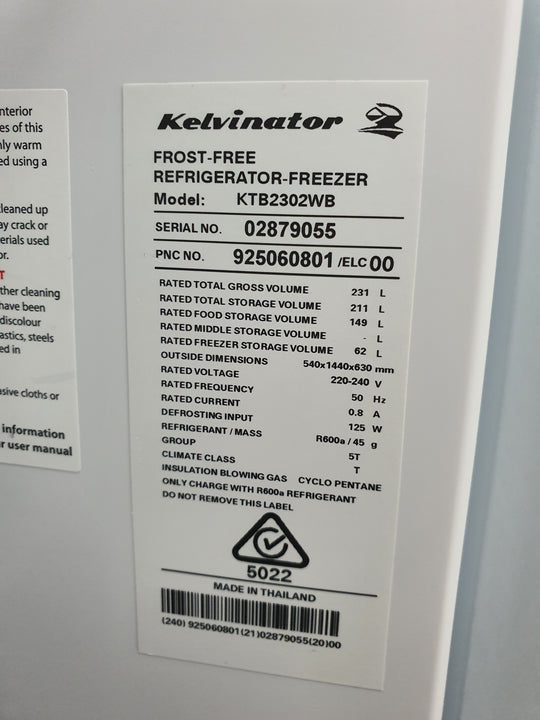 nterior
es of this
nly warm
ed using a
cleaned up
ay crack or
erials used
or.
T
ther cleaning
have been
discolour
astics, steels
ed in
sive cloths or
information
r user manual
Kelvinator
FROST-FREE
REFRIGERATOR-FREEZER
Model: KTB2302WB
SERIAL NO. 02879055
PNC NO. 925060801 /ELC 00
RATED TOTAL GROSS VOLUME 231 L
RATED TOTAL STORAGE VOLUME 211 L
RATED FOOD STORAGE VOLUME 149 L
RATED MIDDLE STORAGE VOLUME - L
RATED FREEZER STORAGE VOLUME 62 L
OUTSIDE DIMENSIONS 540x1440x630 mm
RATED VOLTAGE 220-240 V
RATED FREQUENCY 50 Hz
RATED CURRENT 0.8 A
DEFROSTING INPUT 125 W
REFRIGERANT / MASS R600a / 45 g
GROUP 5T
CLIMATE CLASS T
INSULATION BLOWING GAS CYCLO PENTANE
ONLY CHARGE WITH R600a REFRIGERANT
DO NOT REMOVE THIS LABEL
5022
MADE IN THAILAND
(240) 925060801(21)02879055(20)00